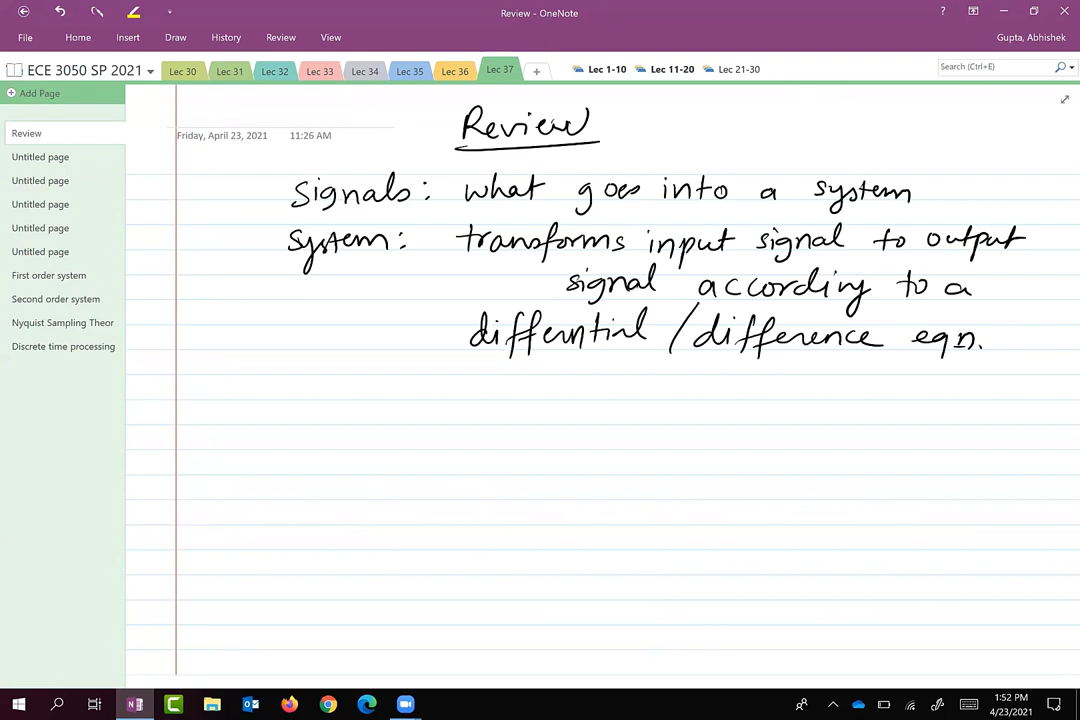 Review - OneNote
?
File Home Insert Draw History Review View
Gupta, Abhishek
ECE 3050 SP 2021
Lec 30 Lec 31 Lec 32 Lec 33 Lec 34 Lec 35 Lec 36 Lec 37 +
Lec 1-10 Lec 11-20 Lec 21-30
Search (Ctrl+E)
Add Page
Review
Untitled page
Untitled page
Untitled page
Untitled page
Untitled page
First order system
Second order system
Nyquist Sampling Theor
Discrete time processing
Friday, April 23, 2021 11:26 AM
Review
Signals: what goes into a system
System: transforms input signal to output
signal according to a
differntial / difference eqn.
1:52 PM
4/23/2021